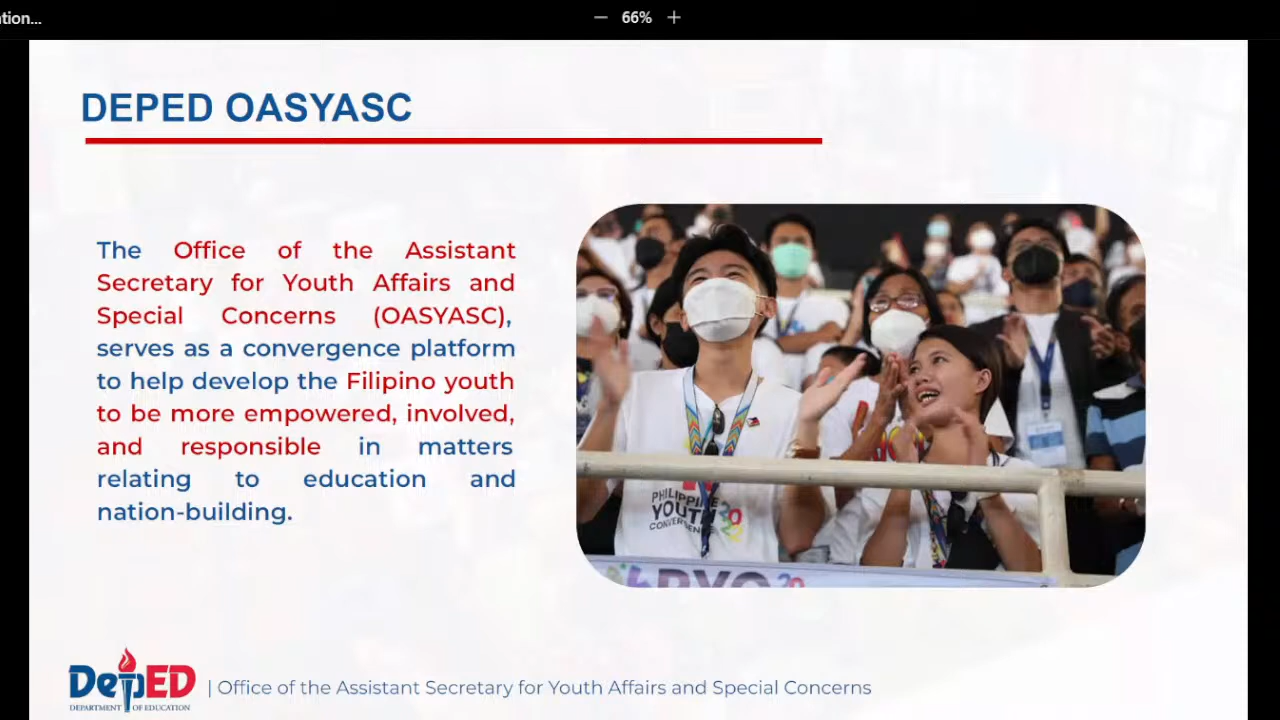 tion...
66%
DEPED OASYASC
The Office of the Assistant
Secretary for Youth Affairs and
Special Concerns (OASYASC),
serves as a convergence platform
to help develop the Filipino youth
to be more empowered, involved,
and responsible in matters
relating to education and
nation-building.
PHILIPPINE
YOUTH
DepED
DEPARTMENT OF EDUCATION
| Office of the Assistant Secretary for Youth Affairs and Special Concerns